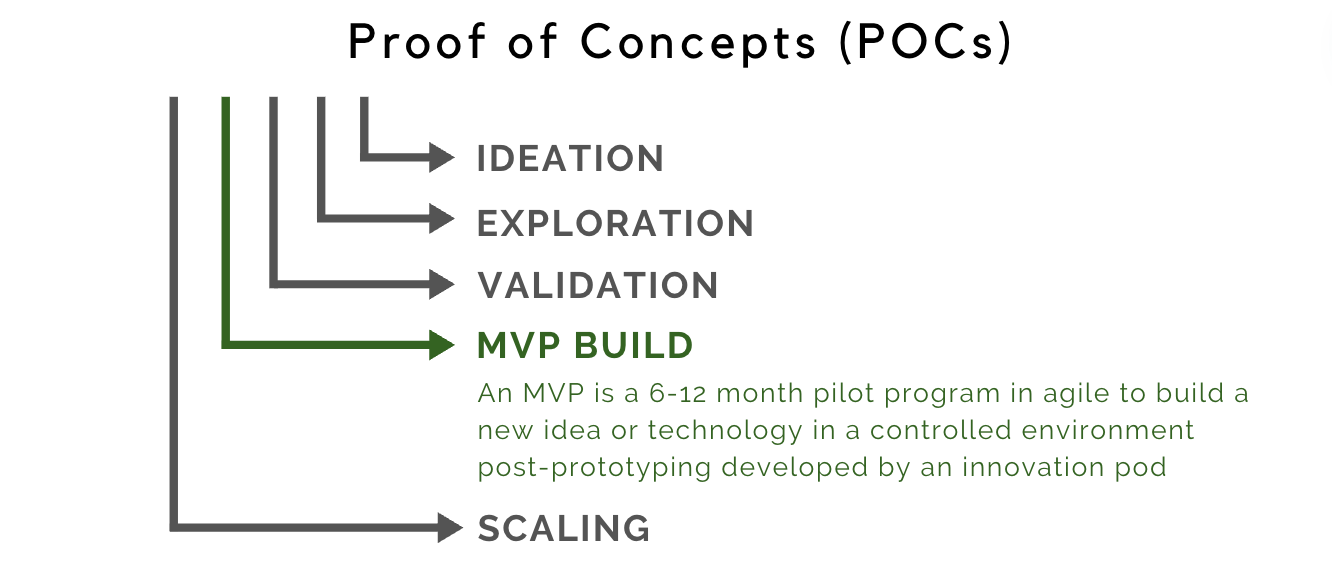 Proof of Concepts (POCs)
IDEATION
EXPLORATION
VALIDATION
MVP BUILD
An MVP is a 6-12 month pilot program in agile to build a
new idea or technology in a controlled environment
post-prototyping developed by an innovation pod
SCALING